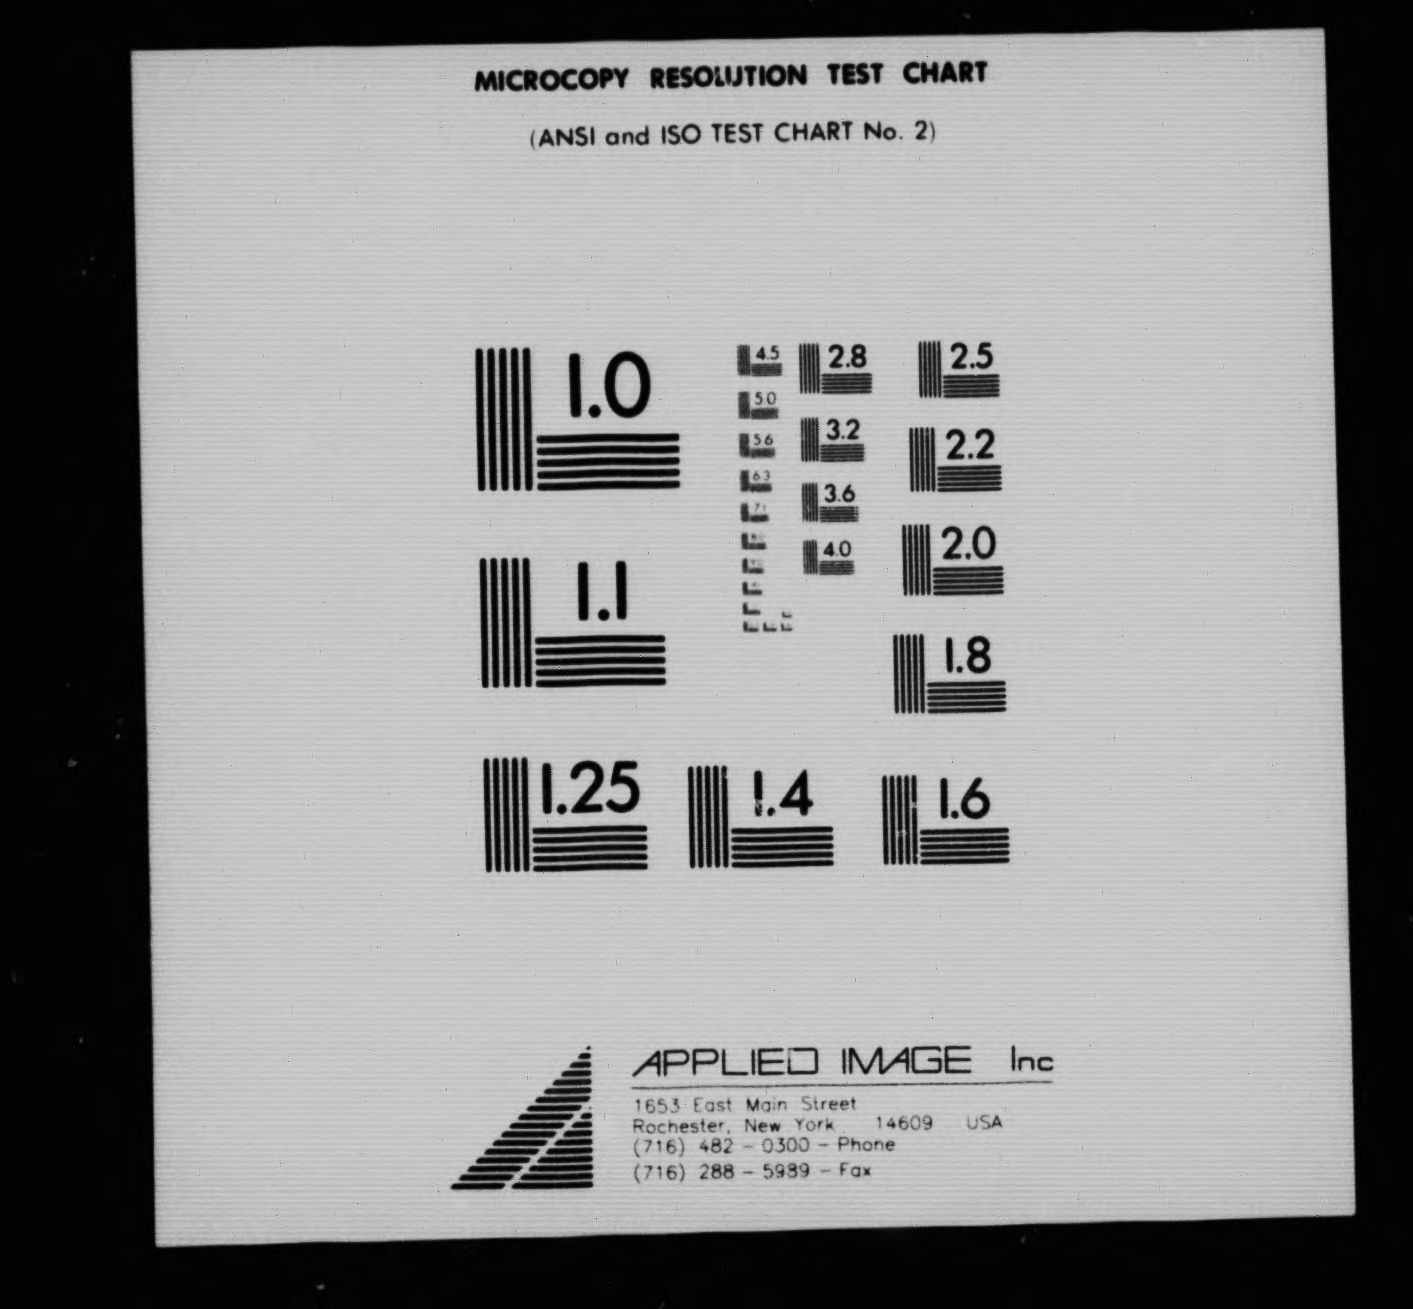 MICROCOPY RESOLUTION TEST CHART
(ANSI and ISO TEST CHART No. 2)
1.0
1.1
1.25
1.4
1.6
1.8
2.0
2.2
2.5
2.8
3.2
3.6
4.0
4.5
5.0
5.6
6.3
7.1
APPLIED IMAGE Inc
1653 East Main Street
Rochester, New York 14609 USA
(716) 482 - 0300 - Phone
(716) 288 - 5989 - Fax